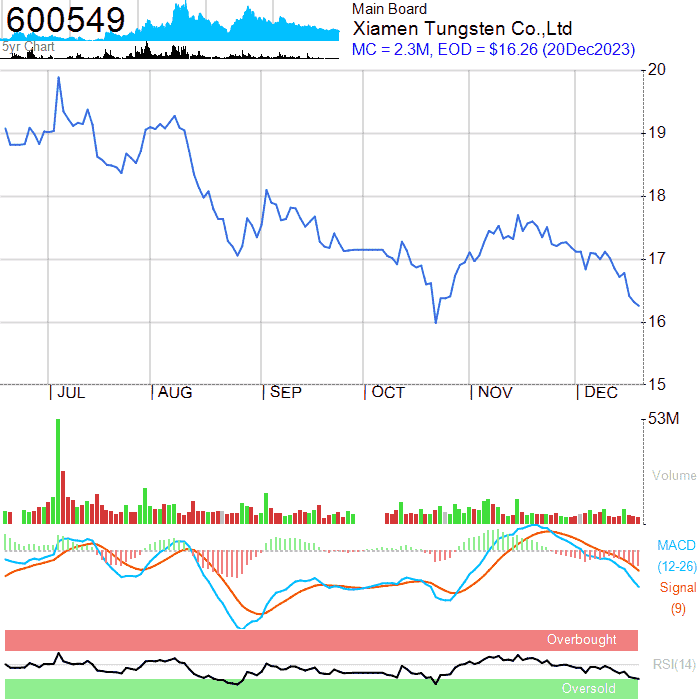 600549
5yr Chart
Main Board
Xiamen Tungsten Co.,Ltd
MC = 2.3M, EOD = $16.26 (20Dec2023)
20
19
18
17
16
15
JUL
AUG
SEP
OCT
NOV
DEC
53M
Volume
MACD
(12-26)
Signal
(9)
Overbought
RSI(14)
Oversold